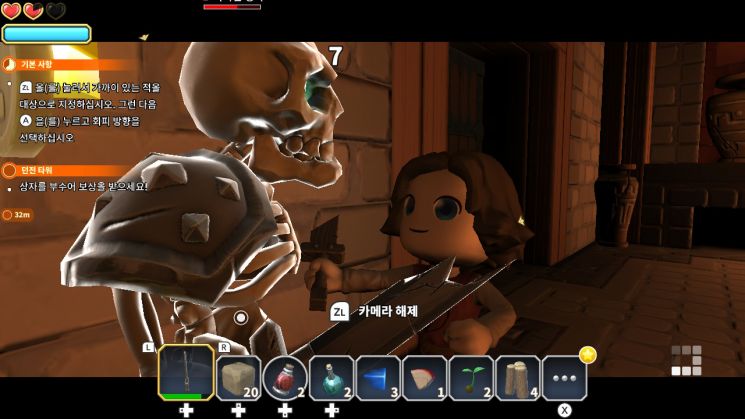 7
기본 사항
ZL 을(를) 눌러서 가까이 있는 적을
대상으로 지정하십시오. 그런 다음
A 을(를) 누르고 회피 방향을
선택하십시오
던전 타워
상자를 부수어 보상을 받으세요!
32m
ZL 카메라 해제
L R
20 2 2 3 1 2 4
X